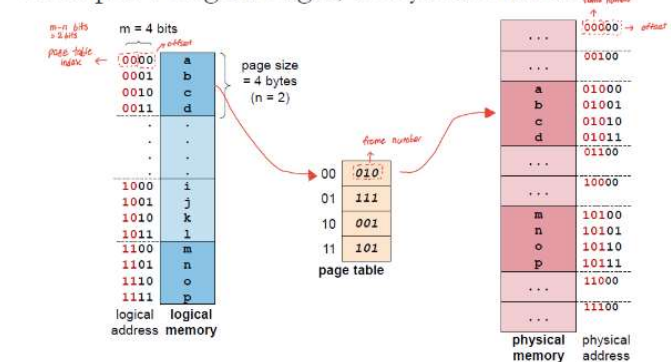 m-n bits
= 2 bits
page table
index
m = 4 bits
offset
0000 a
0001 b
0010 c
0011 d
page size
= 4 bytes
(n = 2)
.
.
.
.
1000 i
1001 j
1010 k
1011 l
1100 m
1101 n
1110 o
1111 p
logical
address
logical
memory
frame number
00 010
01 111
10 001
11 101
page table
... 00000 offset
... 00100
a 01000
b 01001
c 01010
d 01011
... 01100
... 10000
m 10100
n 10101
o 10110
p 10111
... 11000
... 11100
physical
memory
physical
address